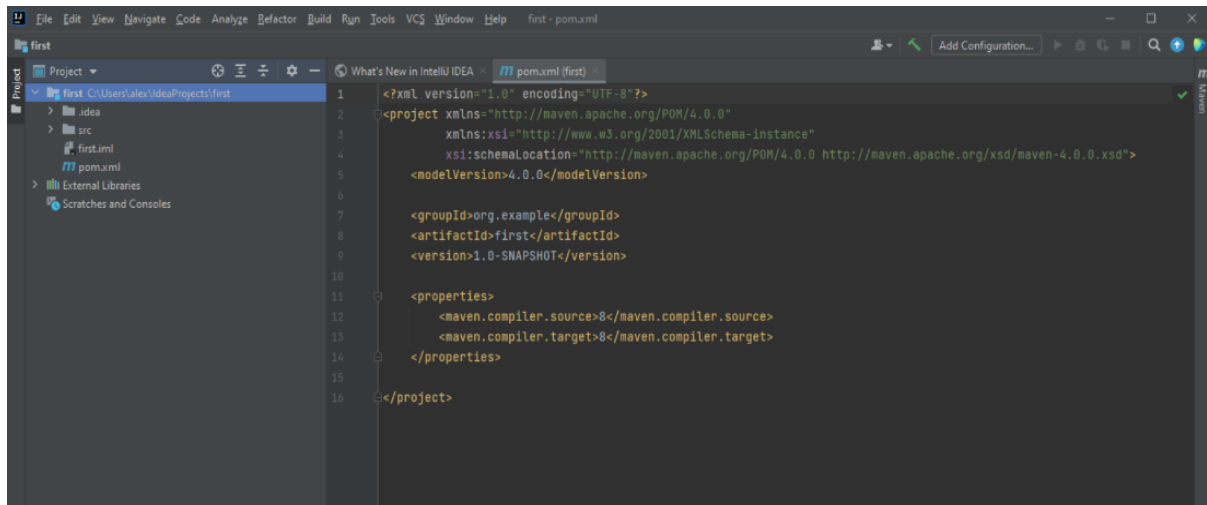 File Edit View Navigate Code Analyze Refactor Build Run Tools VCS Window Help first - pom.xml
first Add Configuration...
Project What's New in IntelliJ IDEA pom.xml (first)
Project
Maven
first C:\Users\alex\IdeaProjects\first
.idea
src
first.iml
pom.xml
External Libraries
Scratches and Consoles
1 <?xml version="1.0" encoding="UTF-8"?>
2 <project xmlns="http://maven.apache.org/POM/4.0.0"
3 xmlns:xsi="http://www.w3.org/2001/XMLSchema-instance"
4 xsi:schemaLocation="http://maven.apache.org/POM/4.0.0 http://maven.apache.org/xsd/maven-4.0.0.xsd">
5 <modelVersion>4.0.0</modelVersion>
6
7 <groupId>org.example</groupId>
8 <artifactId>first</artifactId>
9 <version>1.0-SNAPSHOT</version>
10
11 <properties>
12 <maven.compiler.source>8</maven.compiler.source>
13 <maven.compiler.target>8</maven.compiler.target>
14 </properties>
15
16 </project>